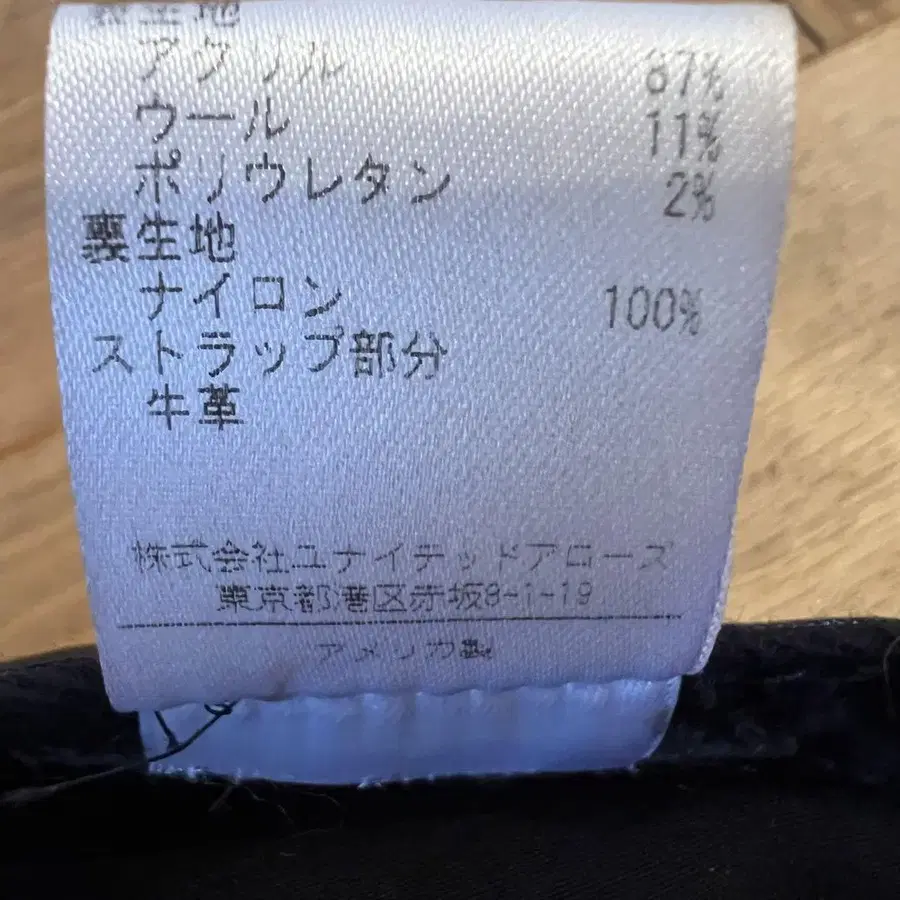 表生地
アクリル 87%
ウール 11%
ポリウレタン 2%
裏生地
ナイロン 100%
ストラップ部分
牛革
株式会社ユナイテッドアローズ
東京都港区赤坂8-1-19
アメリカ製